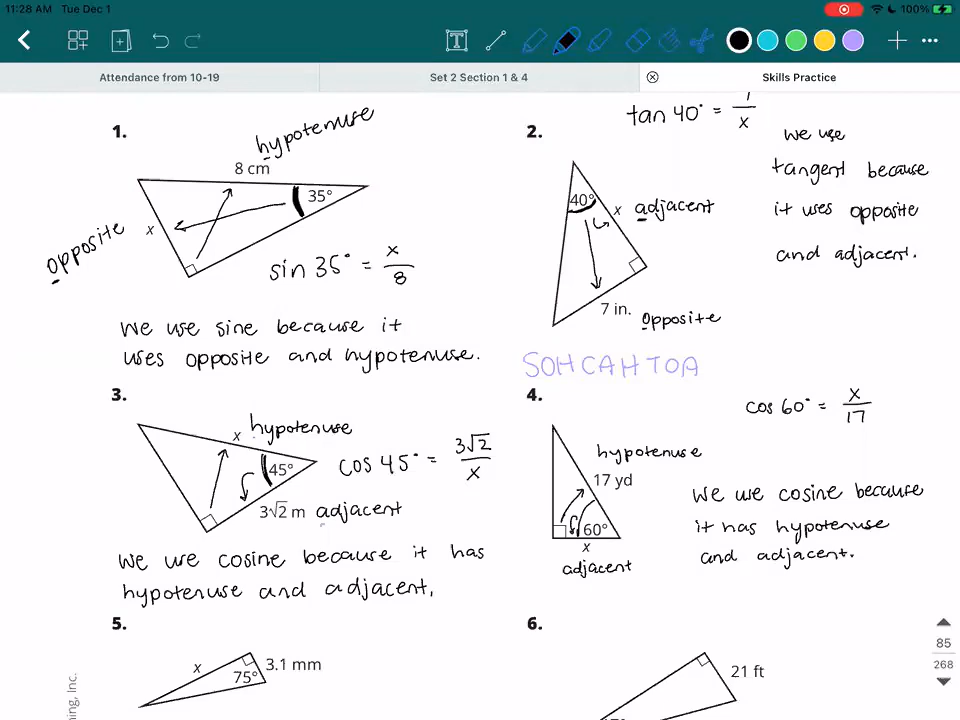 11:28 AM Tue Dec 1
100%
Attendance from 10-19
Set 2 Section 1 & 4
Skills Practice
1.
hypotenuse
8 cm
35°
opposite
x
sin 35° = x/8
We use sine because it
uses opposite and hypotenuse.
2.
tan 40° = /x
40°
x adjacent
7 in. opposite
We use
tangent because
it uses opposite
and adjacent.
SOH CAH TOA
3.
x hypotenuse
45°
cos 45° = 3√2/x
3√2 m adjacent
We use cosine because it has
hypotenuse and adjacent.
4.
cos 60° = x/17
hypotenuse
17 yd
60°
x
adjacent
We use cosine because
it has hypotenuse
and adjacent.
5.
x
3.1 mm
75°
6.
21 ft
85
268
ning, Inc.